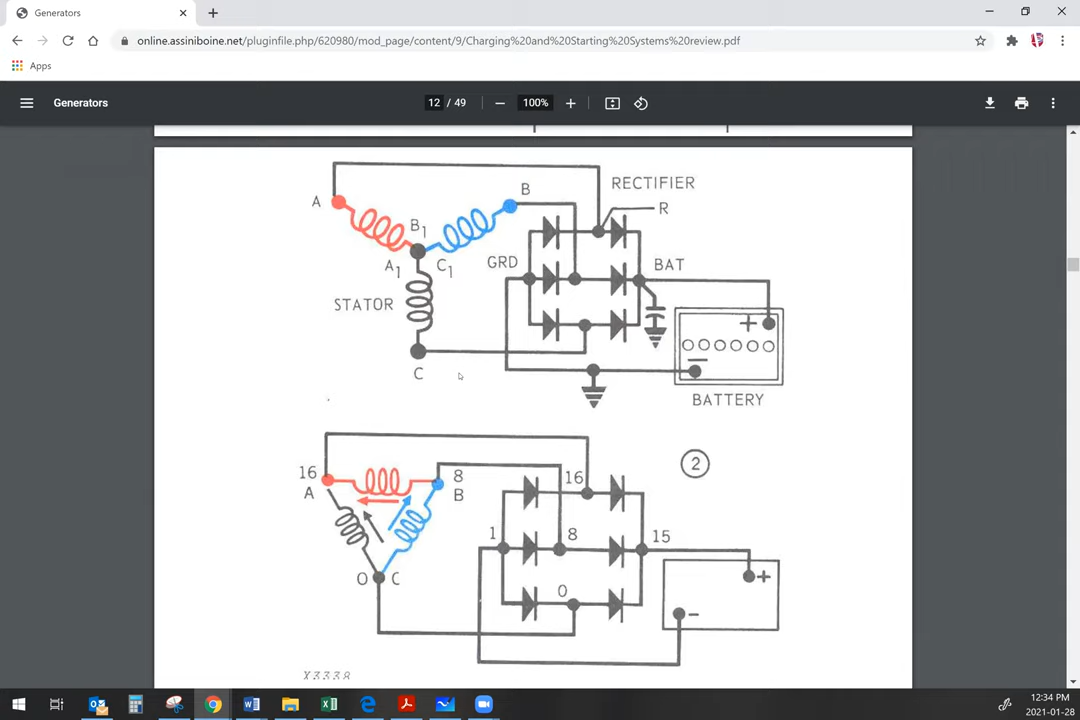 Generators
online.assiniboine.net/pluginfile.php/620980/mod_page/content/9/Charging%20and%20Starting%20Systems%20review.pdf
Apps
Generators
12 / 49
100%
RECTIFIER
R
A
B
B1
A1
C1
GRD
BAT
STATOR
C
+
−
BATTERY
2
16
A
8
B
16
1
8
15
O
C
0
+
-
X3338
12:34 PM
2021-01-28